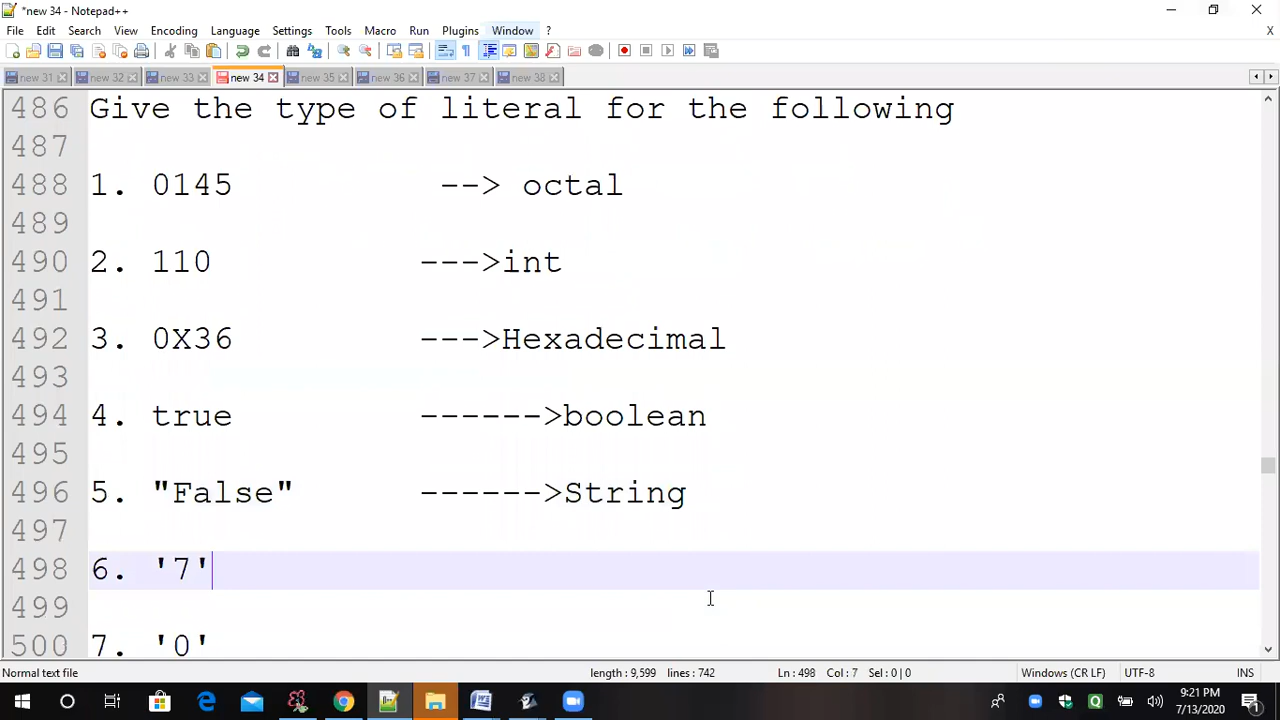 *new 34 - Notepad++
File Edit Search View Encoding Language Settings Tools Macro Run Plugins Window ?
X
new 31 new 32 new 33 new 34 new 35 new 36 new 37 new 38
486 Give the type of literal for the following
487
488 1. 0145 --> octal
489
490 2. 110 --->int
491
492 3. 0X36 --->Hexadecimal
493
494 4. true ------>boolean
495
496 5. "False" ------>String
497
498 6. '7'
499
500 7. '0'
Normal text file length : 9,599 lines : 742 Ln : 498 Col : 7 Sel : 0 | 0 Windows (CR LF) UTF-8 INS
9:21 PM
7/13/2020
1